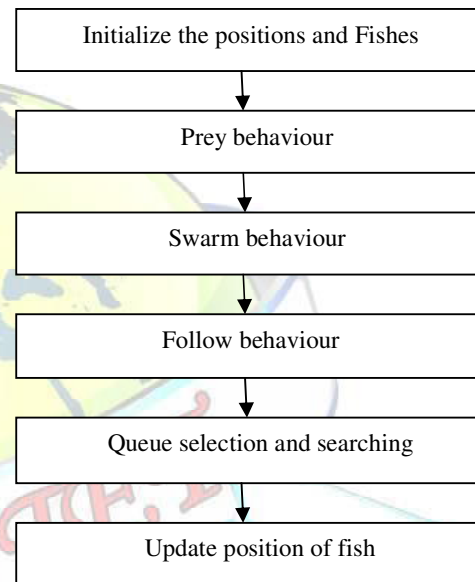 Initialize the positions and Fishes
Prey behaviour
Swarm behaviour
Follow behaviour
Queue selection and searching
Update position of fish